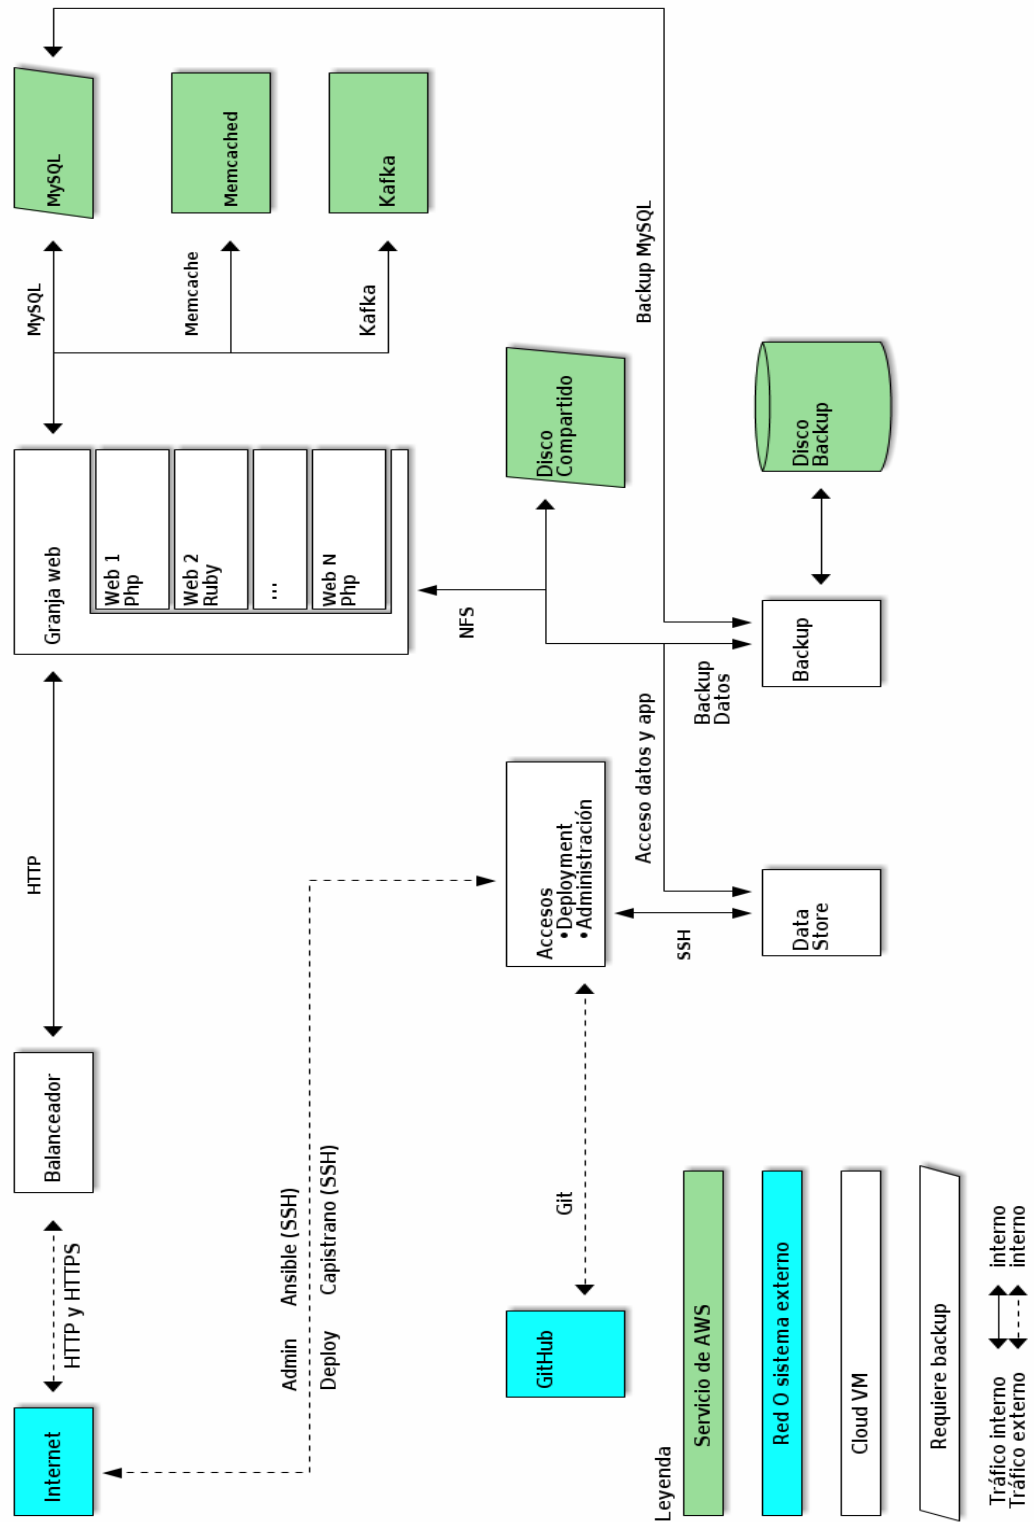 Internet
HTTP y HTTPS
Balanceador
HTTP
Granja web
Web 1
Php
Web 2
Ruby
...
Web N
Php
MySQL
Memcache
Kafka
MySQL
Memcached
Kafka
Admin Ansible (SSH)
Deploy Capistrano (SSH)
NFS
GitHub
Git
Accesos
•Deployment
•Administración
Disco
Compartido
SSH
Acceso datos y app
Backup
Datos
Backup MySQL
Data
Store
Backup
Disco
Backup
Leyenda
Servicio de AWS
Red O sistema externo
Cloud VM
Requiere backup
Tráfico interno interno
Tráfico externo interno